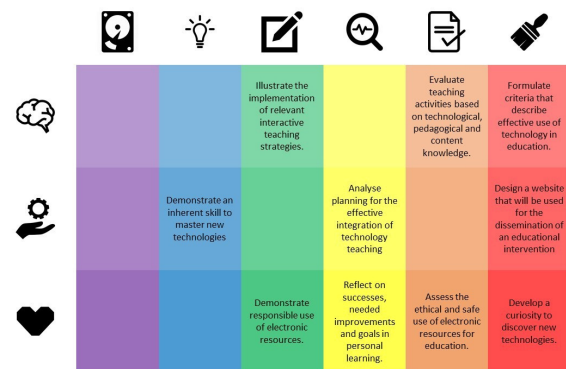 Illustrate the
implementation
of relevant
interactive
teaching
strategies.
Evaluate
teaching
activities based
on technological,
pedagogical and
content
knowledge.
Formulate
criteria that
describe
effective use of
technology in
education.
Demonstrate an
inherent skill to
master new
technologies
Analyse
planning for the
effective
integration of
technology
teaching
Design a website
that will be used
for the
dissemination of
an educational
intervention
Demonstrate
responsible use
of electronic
resources.
Reflect on
successes,
needed
improvements
and goals in
personal
learning.
Assess the
ethical and safe
use of electronic
resources for
education.
Develop a
curiosity to
discover new
technologies.